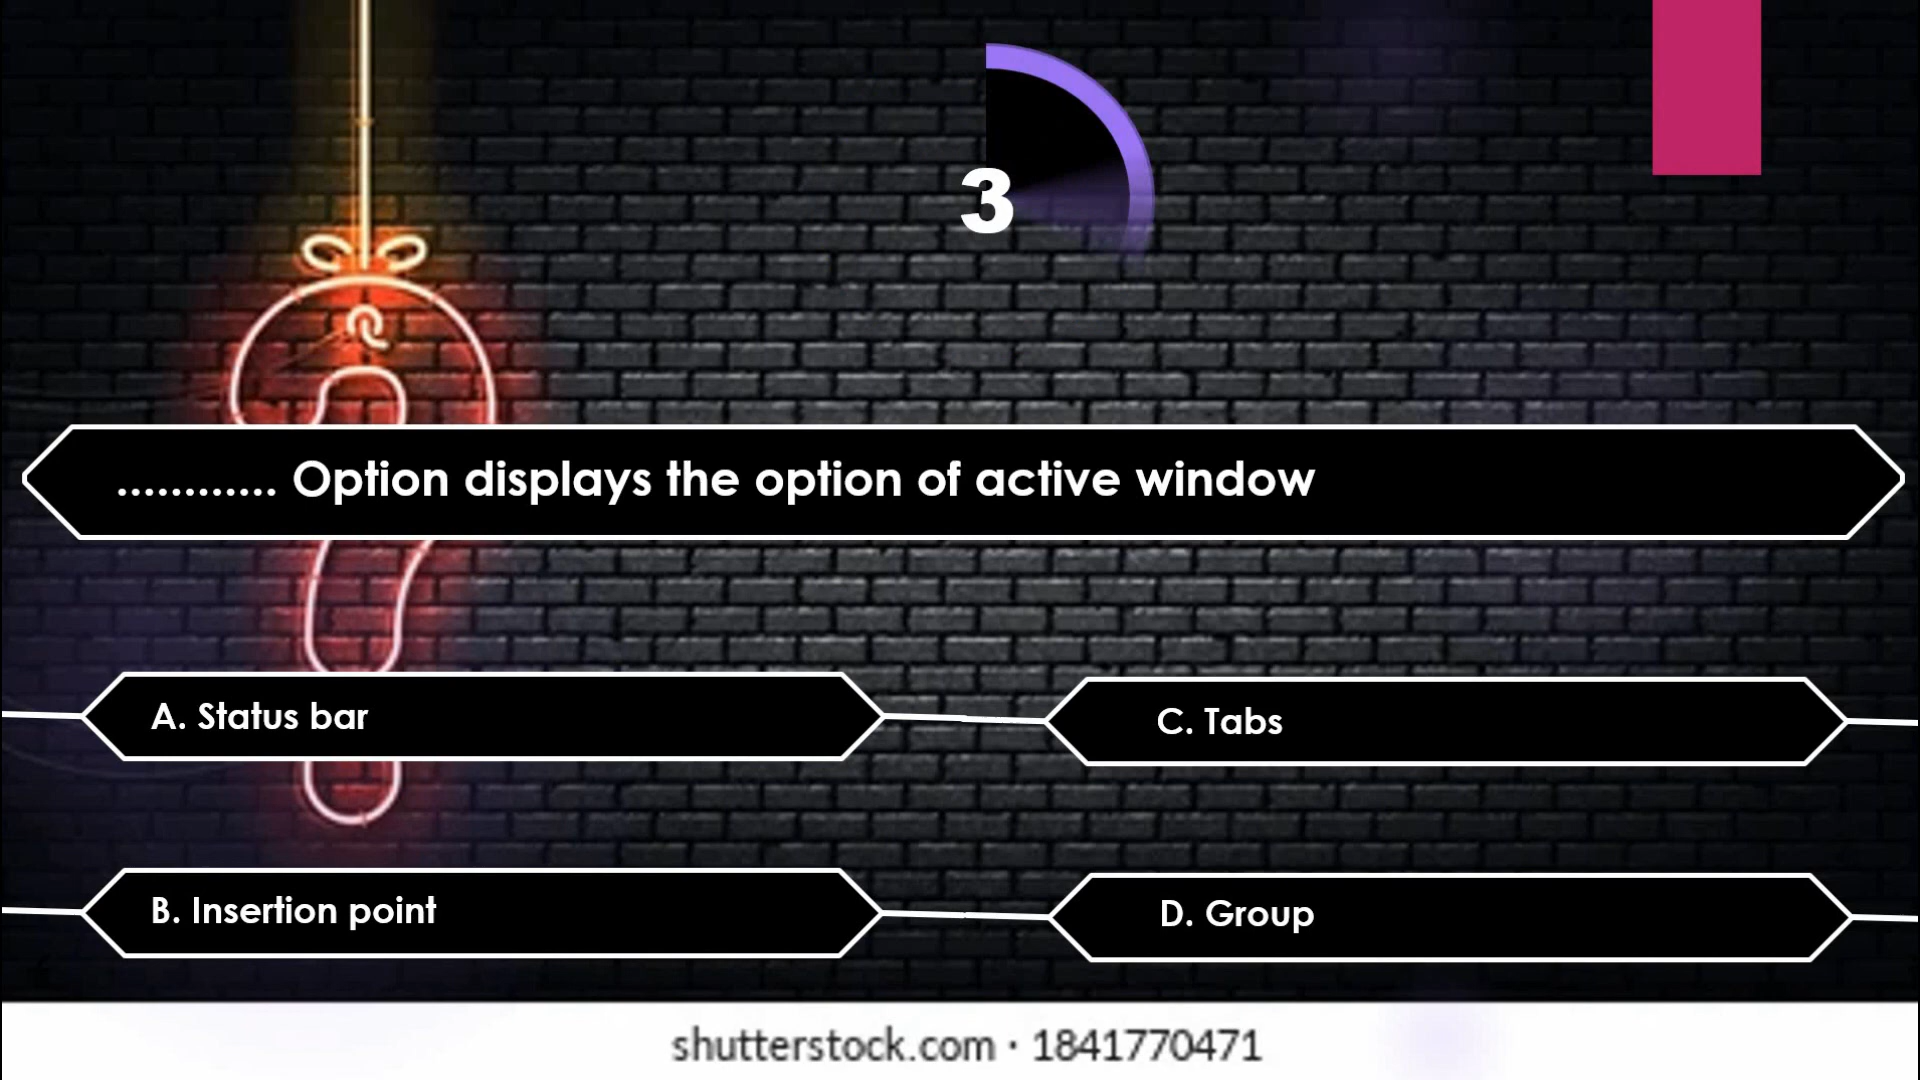 3
............ Option displays the option of active window
A. Status bar
C. Tabs
B. Insertion point
D. Group
shutterstock.com · 1841770471